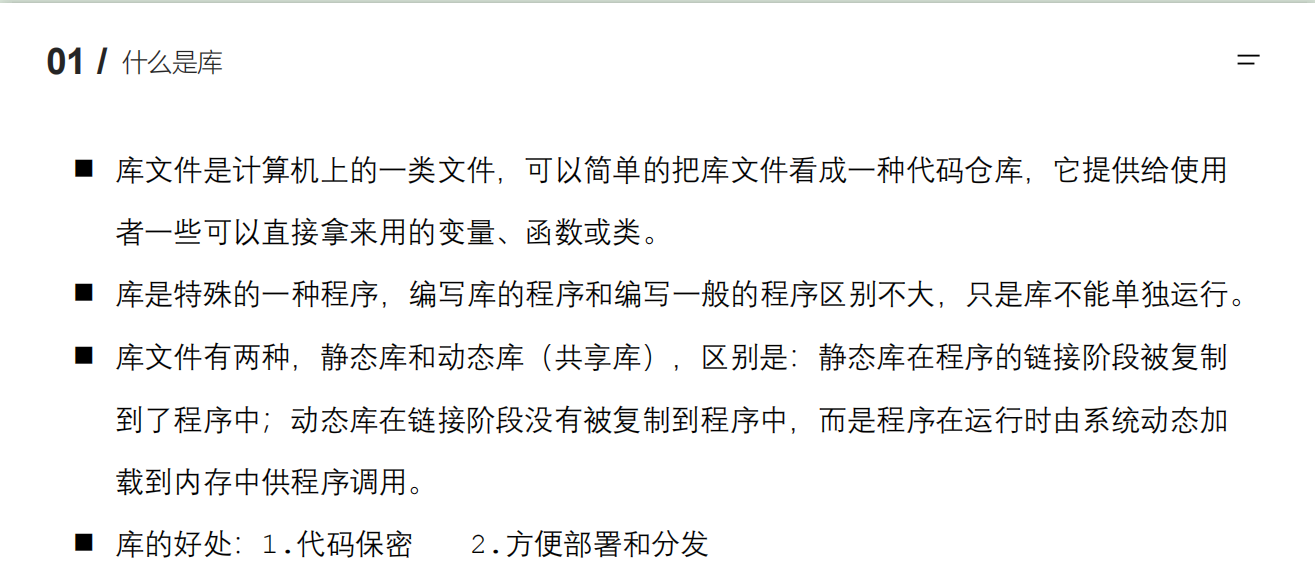 01 / 什么是库
■ 库文件是计算机上的一类文件，可以简单的把库文件看成一种代码仓库，它提供给使用
者一些可以直接拿来用的变量、函数或类。
■ 库是特殊的一种程序，编写库的程序和编写一般的程序区别不大，只是库不能单独运行。
■ 库文件有两种，静态库和动态库（共享库），区别是：静态库在程序的链接阶段被复制
到了程序中；动态库在链接阶段没有被复制到程序中，而是程序在运行时由系统动态加
载到内存中供程序调用。
■ 库的好处：1.代码保密 2.方便部署和分发